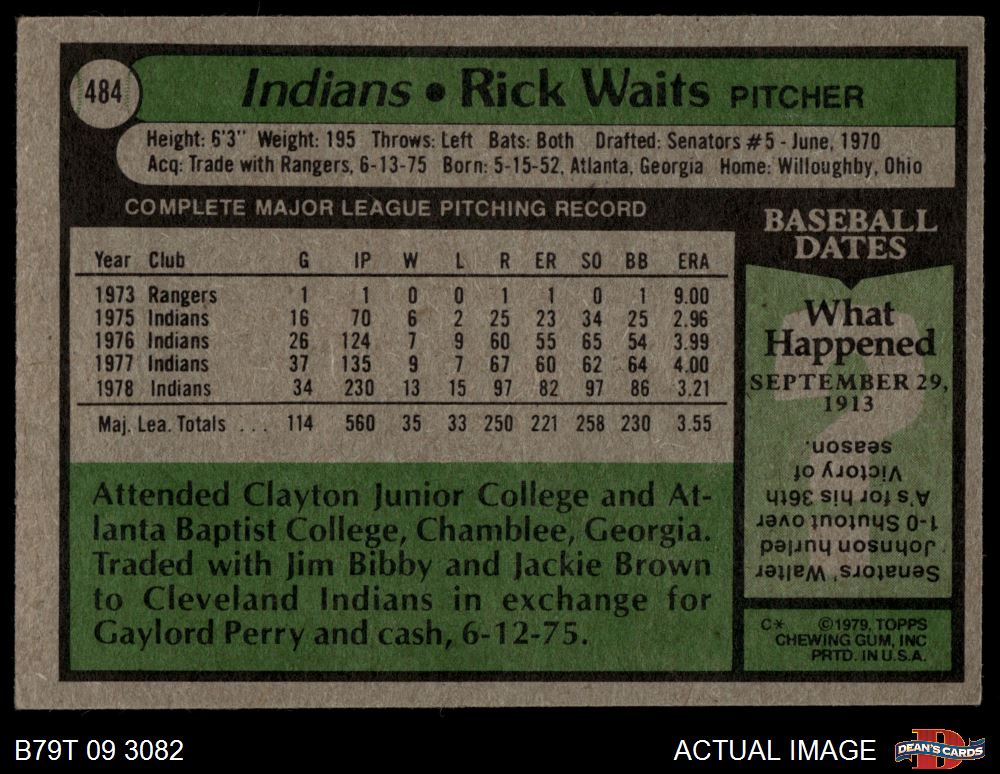 484
Indians • Rick Waits PITCHER
Height: 6'3" Weight: 195 Throws: Left Bats: Both Drafted: Senators #5 - June, 1970
Acq: Trade with Rangers, 6-13-75 Born: 5-15-52, Atlanta, Georgia Home: Willoughby, Ohio
COMPLETE MAJOR LEAGUE PITCHING RECORD
Year Club G IP W L R ER SO BB ERA
1973 Rangers 1 1 0 0 1 1 0 1 9.00
1975 Indians 16 70 6 2 25 23 34 25 2.96
1976 Indians 26 124 7 9 60 55 65 54 3.99
1977 Indians 37 135 9 7 67 60 62 64 4.00
1978 Indians 34 230 13 15 97 82 97 86 3.21
Maj. Lea. Totals ... 114 560 35 33 250 221 258 230 3.55
Attended Clayton Junior College and At-
lanta Baptist College, Chamblee, Georgia.
Traded with Jim Bibby and Jackie Brown
to Cleveland Indians in exchange for
Gaylord Perry and cash, 6-12-75.
BASEBALL
DATES
What
Happened
SEPTEMBER 29,
1913
Senators' Walter
Johnson hurled
1-0 Shutout over
A's for his 36th
Victory of
season.
C* ©1979, TOPPS
CHEWING GUM, INC
PRTD. IN U.S.A.
B79T 09 3082
ACTUAL IMAGE
D
DEAN'S CARDS